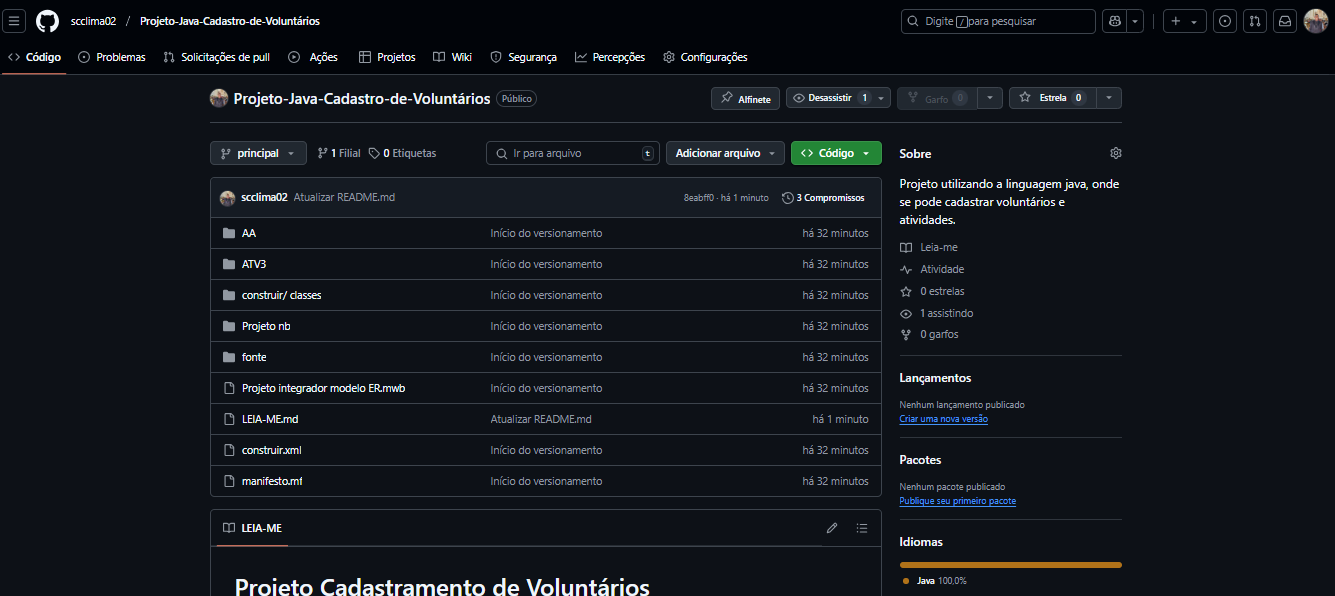 scclima02 / Projeto-Java-Cadastro-de-Voluntários
Digite / para pesquisar
Código Problemas Solicitações de pull Ações Projetos Wiki Segurança Percepções Configurações
Projeto-Java-Cadastro-de-Voluntários Público
Alfinete Desassistir 1 Garfo 0 Estrela 0
principal 1 Filial 0 Etiquetas Ir para arquivo t Adicionar arquivo Código
scclima02 Atualizar README.md 8eabff0 · há 1 minuto 3 Compromissos
AA Início do versionamento há 32 minutos
ATV3 Início do versionamento há 32 minutos
construir/ classes Início do versionamento há 32 minutos
Projeto nb Início do versionamento há 32 minutos
fonte Início do versionamento há 32 minutos
Projeto integrador modelo ER.mwb Início do versionamento há 32 minutos
LEIA-ME.md Atualizar README.md há 1 minuto
construir.xml Início do versionamento há 32 minutos
manifesto.mf Início do versionamento há 32 minutos
LEIA-ME
Projeto Cadastramento de Voluntários
Sobre
Projeto utilizando a linguagem java, onde
se pode cadastrar voluntários e
atividades.
Leia-me
Atividade
0 estrelas
1 assistindo
0 garfos
Lançamentos
Nenhum lançamento publicado
Criar uma nova versão
Pacotes
Nenhum pacote publicado
Publique seu primeiro pacote
Idiomas
Java 100,0%